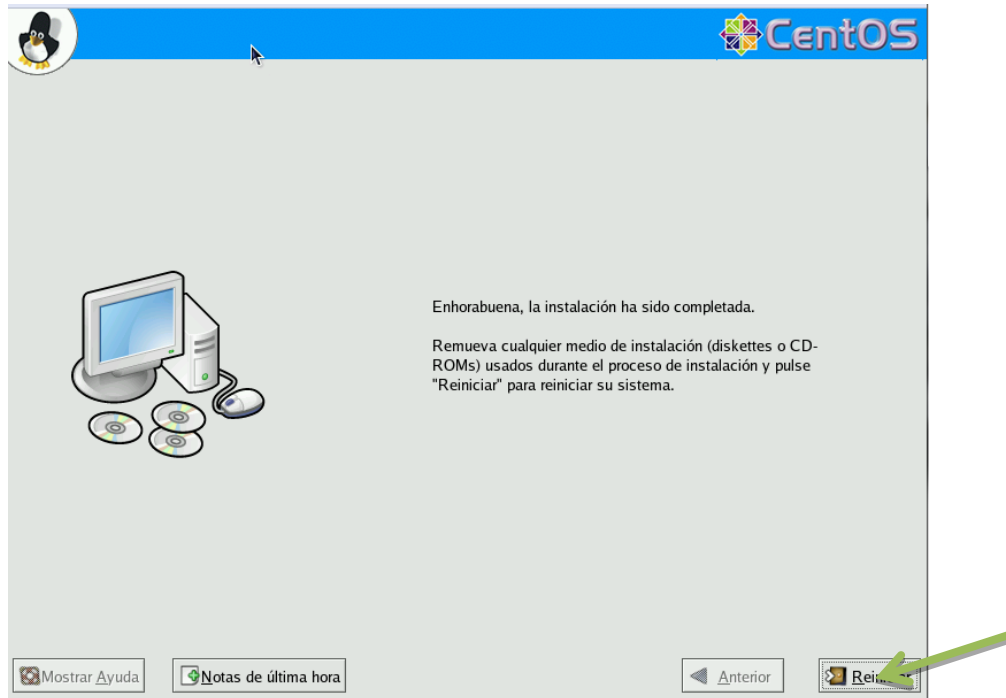 CentOS
Enhorabuena, la instalación ha sido completada.
Remueva cualquier medio de instalación (diskettes o CD-
ROMs) usados durante el proceso de instalación y pulse
"Reiniciar" para reiniciar su sistema.
Mostrar Ayuda
Notas de última hora
Anterior